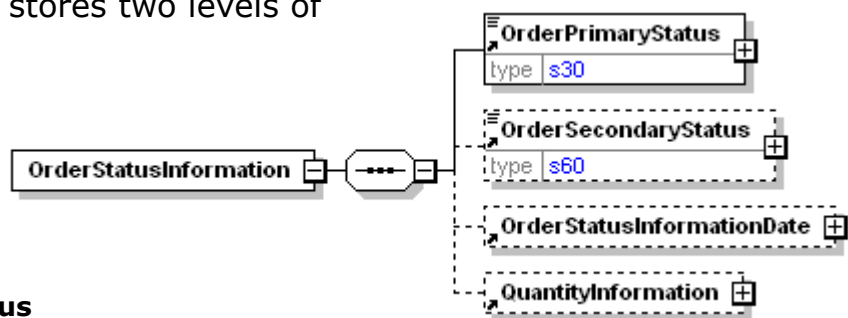 stores two levels of
OrderPrimaryStatus
type s30
OrderSecondaryStatus
type s60
OrderStatusInformation
OrderStatusInformationDate
QuantityInformation
us